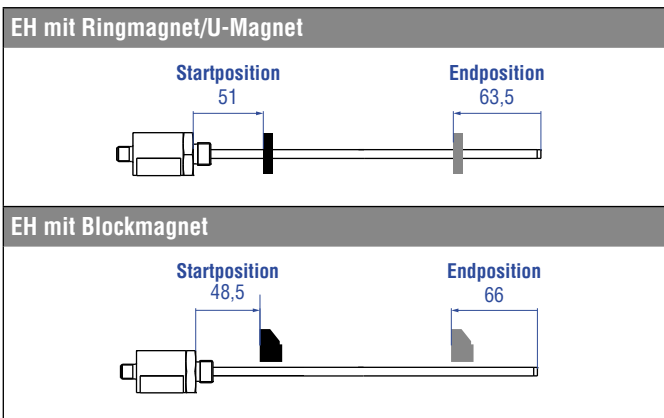 EH mit Ringmagnet/U-Magnet
Startposition Endposition
51 63,5
EH mit Blockmagnet
Startposition Endposition
48,5 66